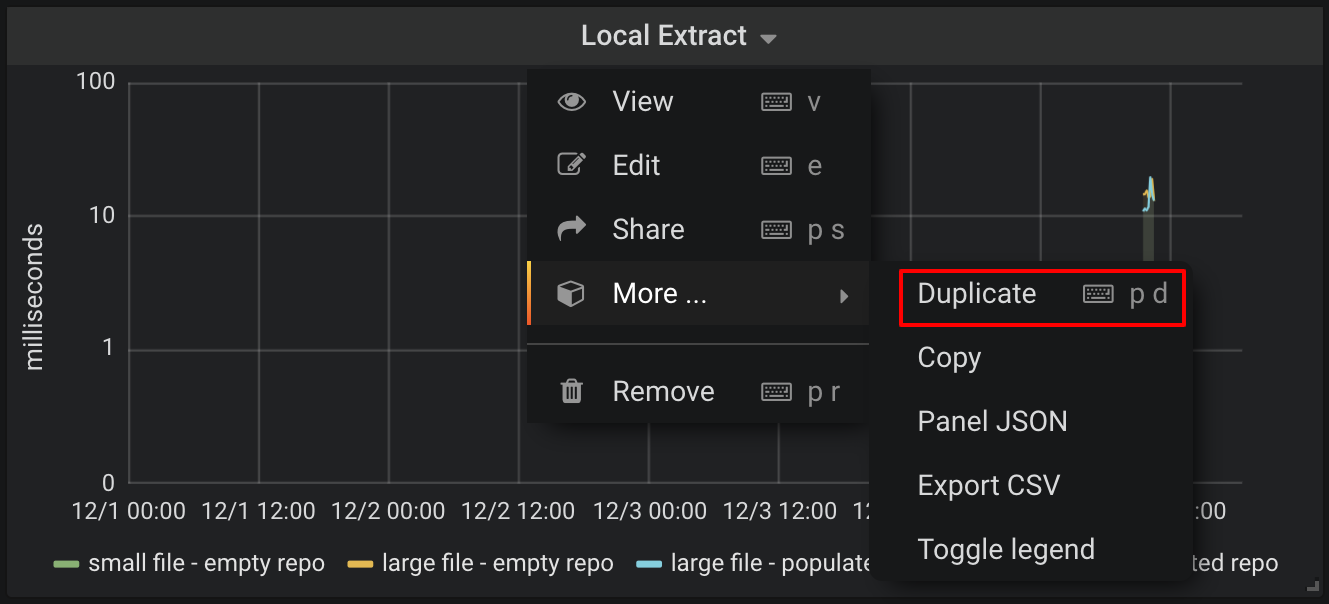 Local Extract
100
10
1
0
milliseconds
View v
Edit e
Share p s
More ...
Remove p r
Duplicate p d
Copy
Panel JSON
Export CSV
Toggle legend
12/1 00:00 12/1 12:00 12/2 00:00 12/2 12:00 12/3 00:00 12/3 12:00 :00
small file - empty repo large file - empty repo large file - populate repo